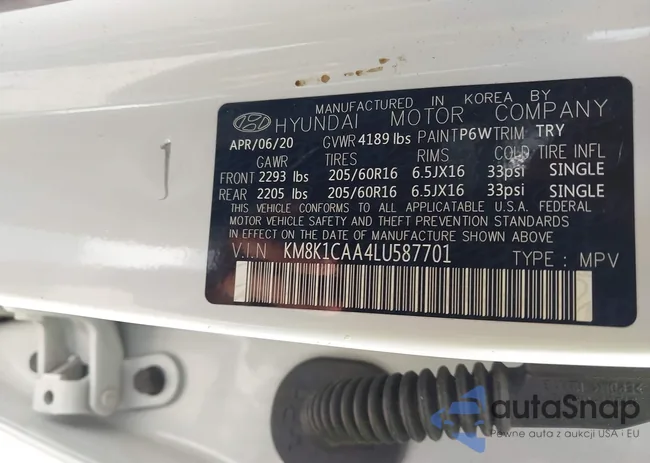 MANUFACTURED IN KOREA BY
HYUNDAI MOTOR COMPANY
APR/06/20 GVWR 4189 lbs PAINT P6W TRIM TRY
GAWR TIRES RIMS COLD TIRE INFL
FRONT 2293 lbs 205/60R16 6.5JX16 33psi SINGLE
REAR 2205 lbs 205/60R16 6.5JX16 33psi SINGLE
THIS VEHICLE CONFORMS TO ALL APPLICATABLE U.S.A. FEDERAL
MOTOR VEHICLE SAFETY AND THEFT PREVENTION STANDARDS
IN EFFECT ON THE DATE OF MANUFACTURE SHOWN ABOVE
V.I.N KM8K1CAA4LU587701 TYPE : MPV
autaSnap
Pewne auta z aukcji USA i EU